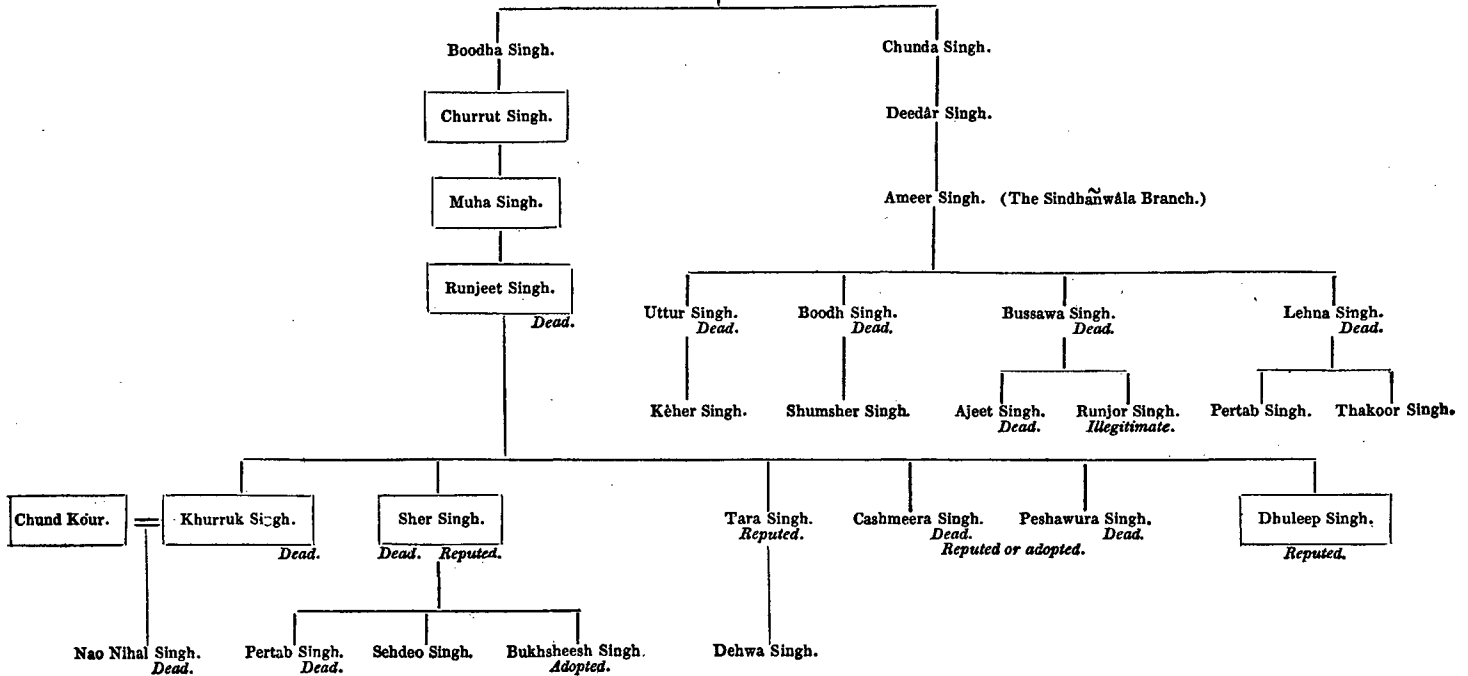 Boodha Singh. Chunda Singh.
Churrut Singh. Deedâr Singh.
Muha Singh. Ameer Singh. (The Sindhañwâla Branch.)
Runjeet Singh.
Dead.
Uttur Singh. Boodh Singh. Bussawa Singh. Lehna Singh.
Dead. Dead. Dead. Dead.
Kèher Singh. Shumsher Singh. Ajeet Singh. Runjor Singh. Pertab Singh. Thakoor Singh.
Dead. Illegitimate.
Chund Kour. Khurruk Singh. Sher Singh. Tara Singh. Cashmeera Singh. Peshawura Singh. Dhuleep Singh.
Dead. Dead. Reputed. Reputed. Dead. Dead. Reputed.
Reputed or adopted.
Nao Nihal Singh. Pertab Singh. Sehdeo Singh. Bukhsheesh Singh. Dehwa Singh.
Dead. Dead. Adopted.